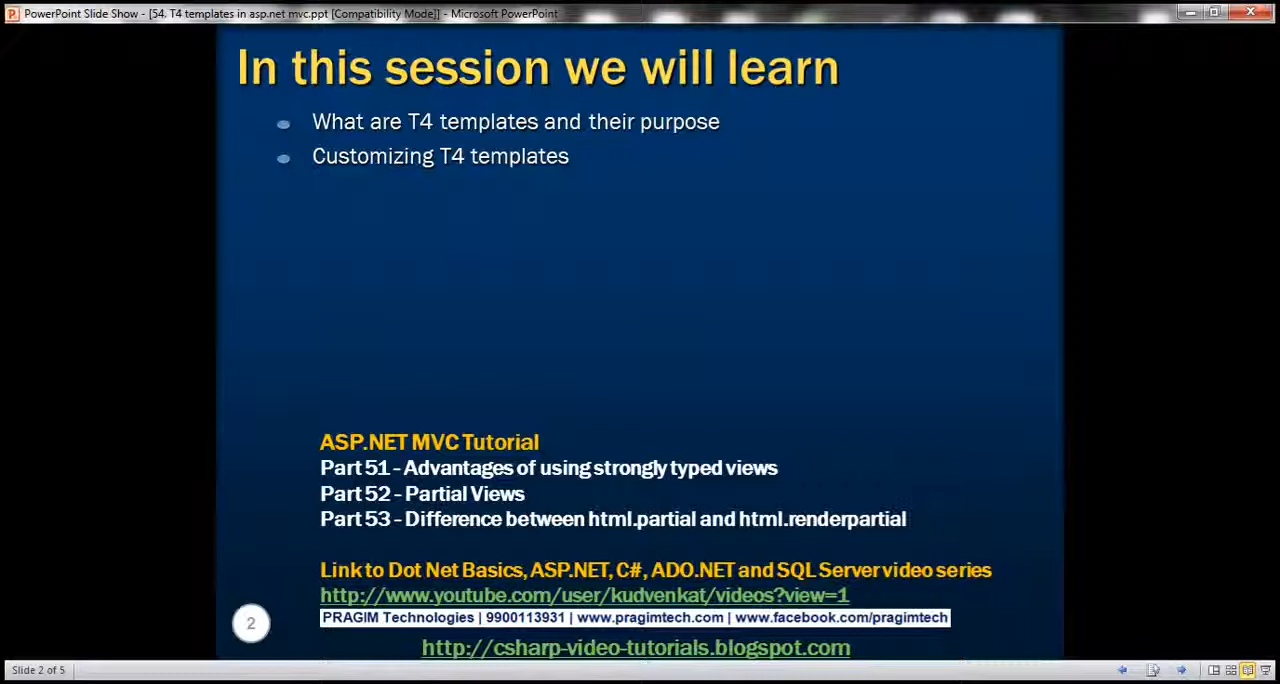 PowerPoint Slide Show - [54, T4 templates in asp.net mvc.ppt [Compatibility Mode]] - Microsoft PowerPoint
In this session we will learn
What are T4 templates and their purpose
Customizing T4 templates
ASP.NET MVC Tutorial
Part 51 - Advantages of using strongly typed views
Part 52 - Partial Views
Part 53 - Difference between html.partial and html.renderpartial
Link to Dot Net Basics, ASP.NET, C#, ADO.NET and SQL Server video series
http://www.youtube.com/user/kudvenkat/videos?view=1
PRAGIM Technologies | 9900113931 | www.pragimtech.com | www.facebook.com/pragimtech
2
http://csharp-video-tutorials.blogspot.com
Slide 2 of 5